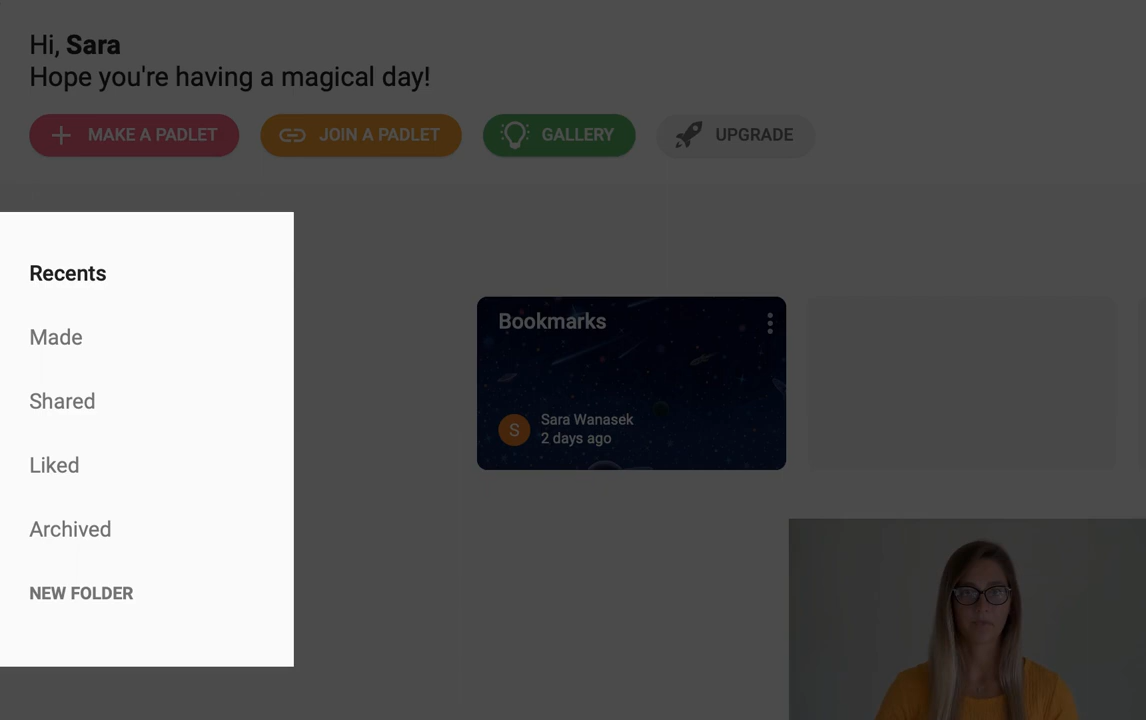 Hi, Sara
Hope you're having a magical day!
MAKE A PADLET
JOIN A PADLET
GALLERY
UPGRADE
Recents
Made
Shared
Liked
Archived
NEW FOLDER
Bookmarks
S
Sara Wanasek
2 days ago